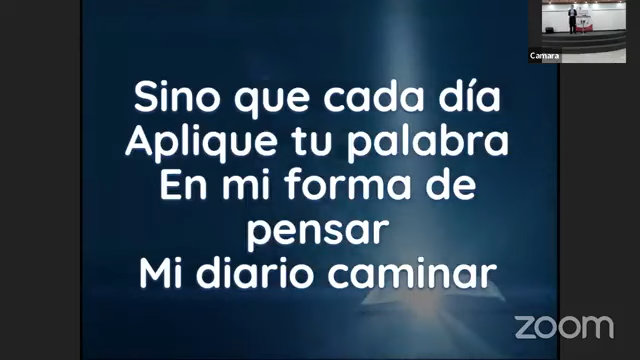 Camara
Sino que cada día
Aplique tu palabra
En mi forma de
pensar
Mi diario caminar
zoom